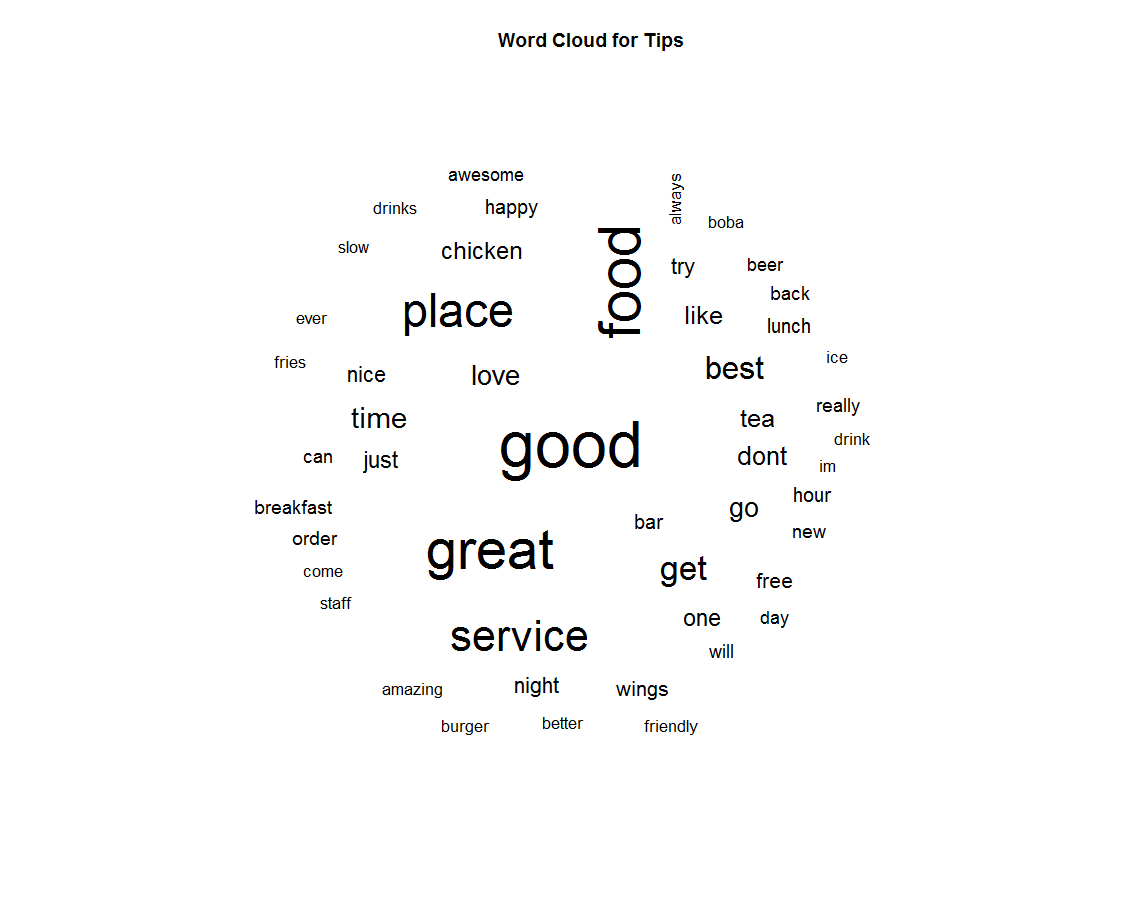 Word Cloud for Tips
awesome
always
drinks
happy
boba
slow
chicken
food
try
beer
back
place
like
lunch
ever
fries
nice
love
best
ice
time
good
tea
really
can
just
dont
drink
im
breakfast
go
hour
order
bar
new
come
great
get
free
staff
service
one
day
will
amazing
night
wings
burger
better
friendly